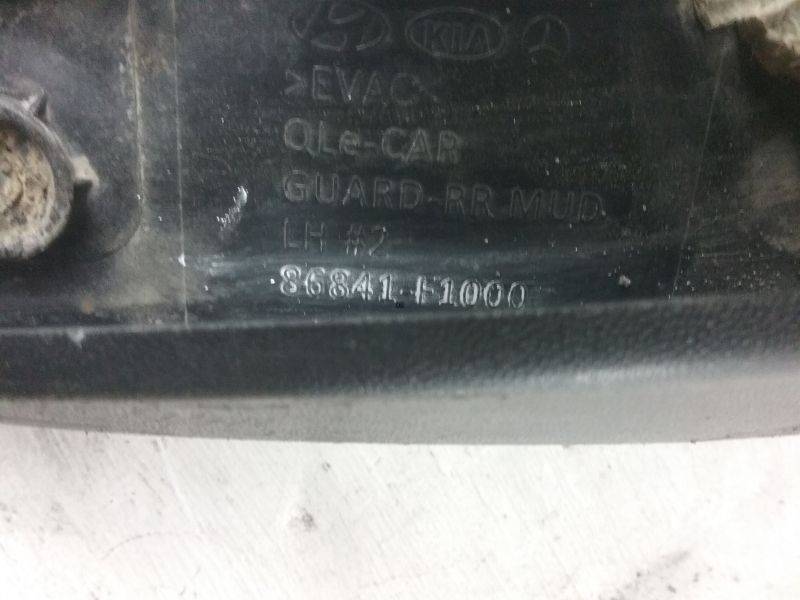 KIA
>EVAC<
QLe-CAR
GUARD-RR MUD
LH #2
86841-F1000